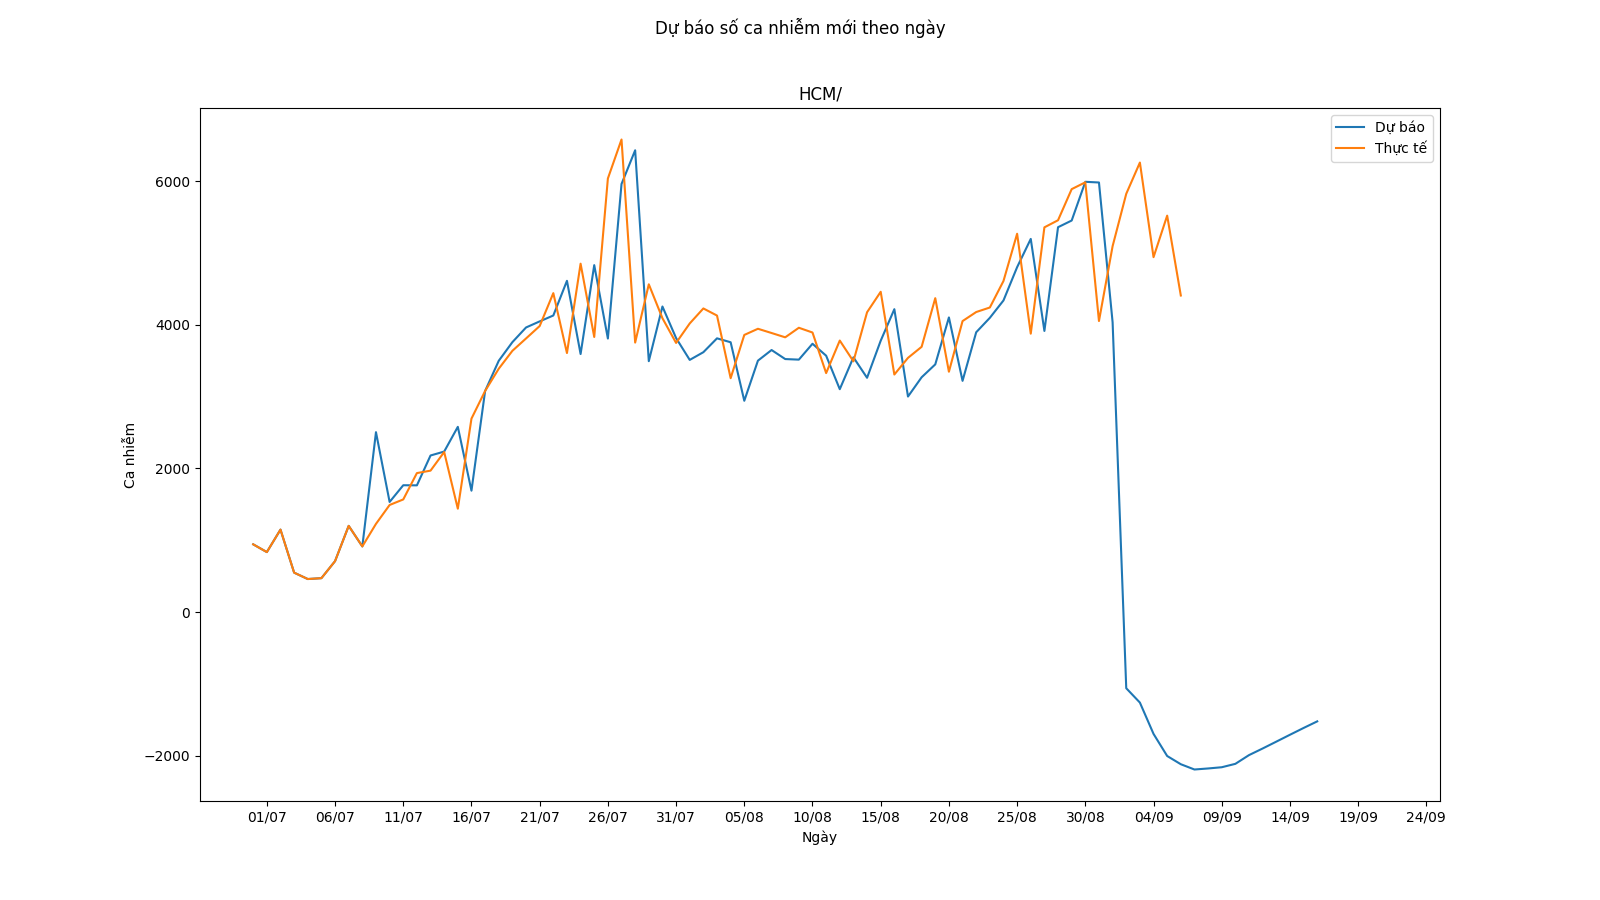 Dự báo số ca nhiễm mới theo ngày
HCM/
Dự báo
Thực tế
6000
4000
2000
0
−2000
Ca nhiễm
01/07 06/07 11/07 16/07 21/07 26/07 31/07 05/08 10/08 15/08 20/08 25/08 30/08 04/09 09/09 14/09 19/09 24/09
Ngày